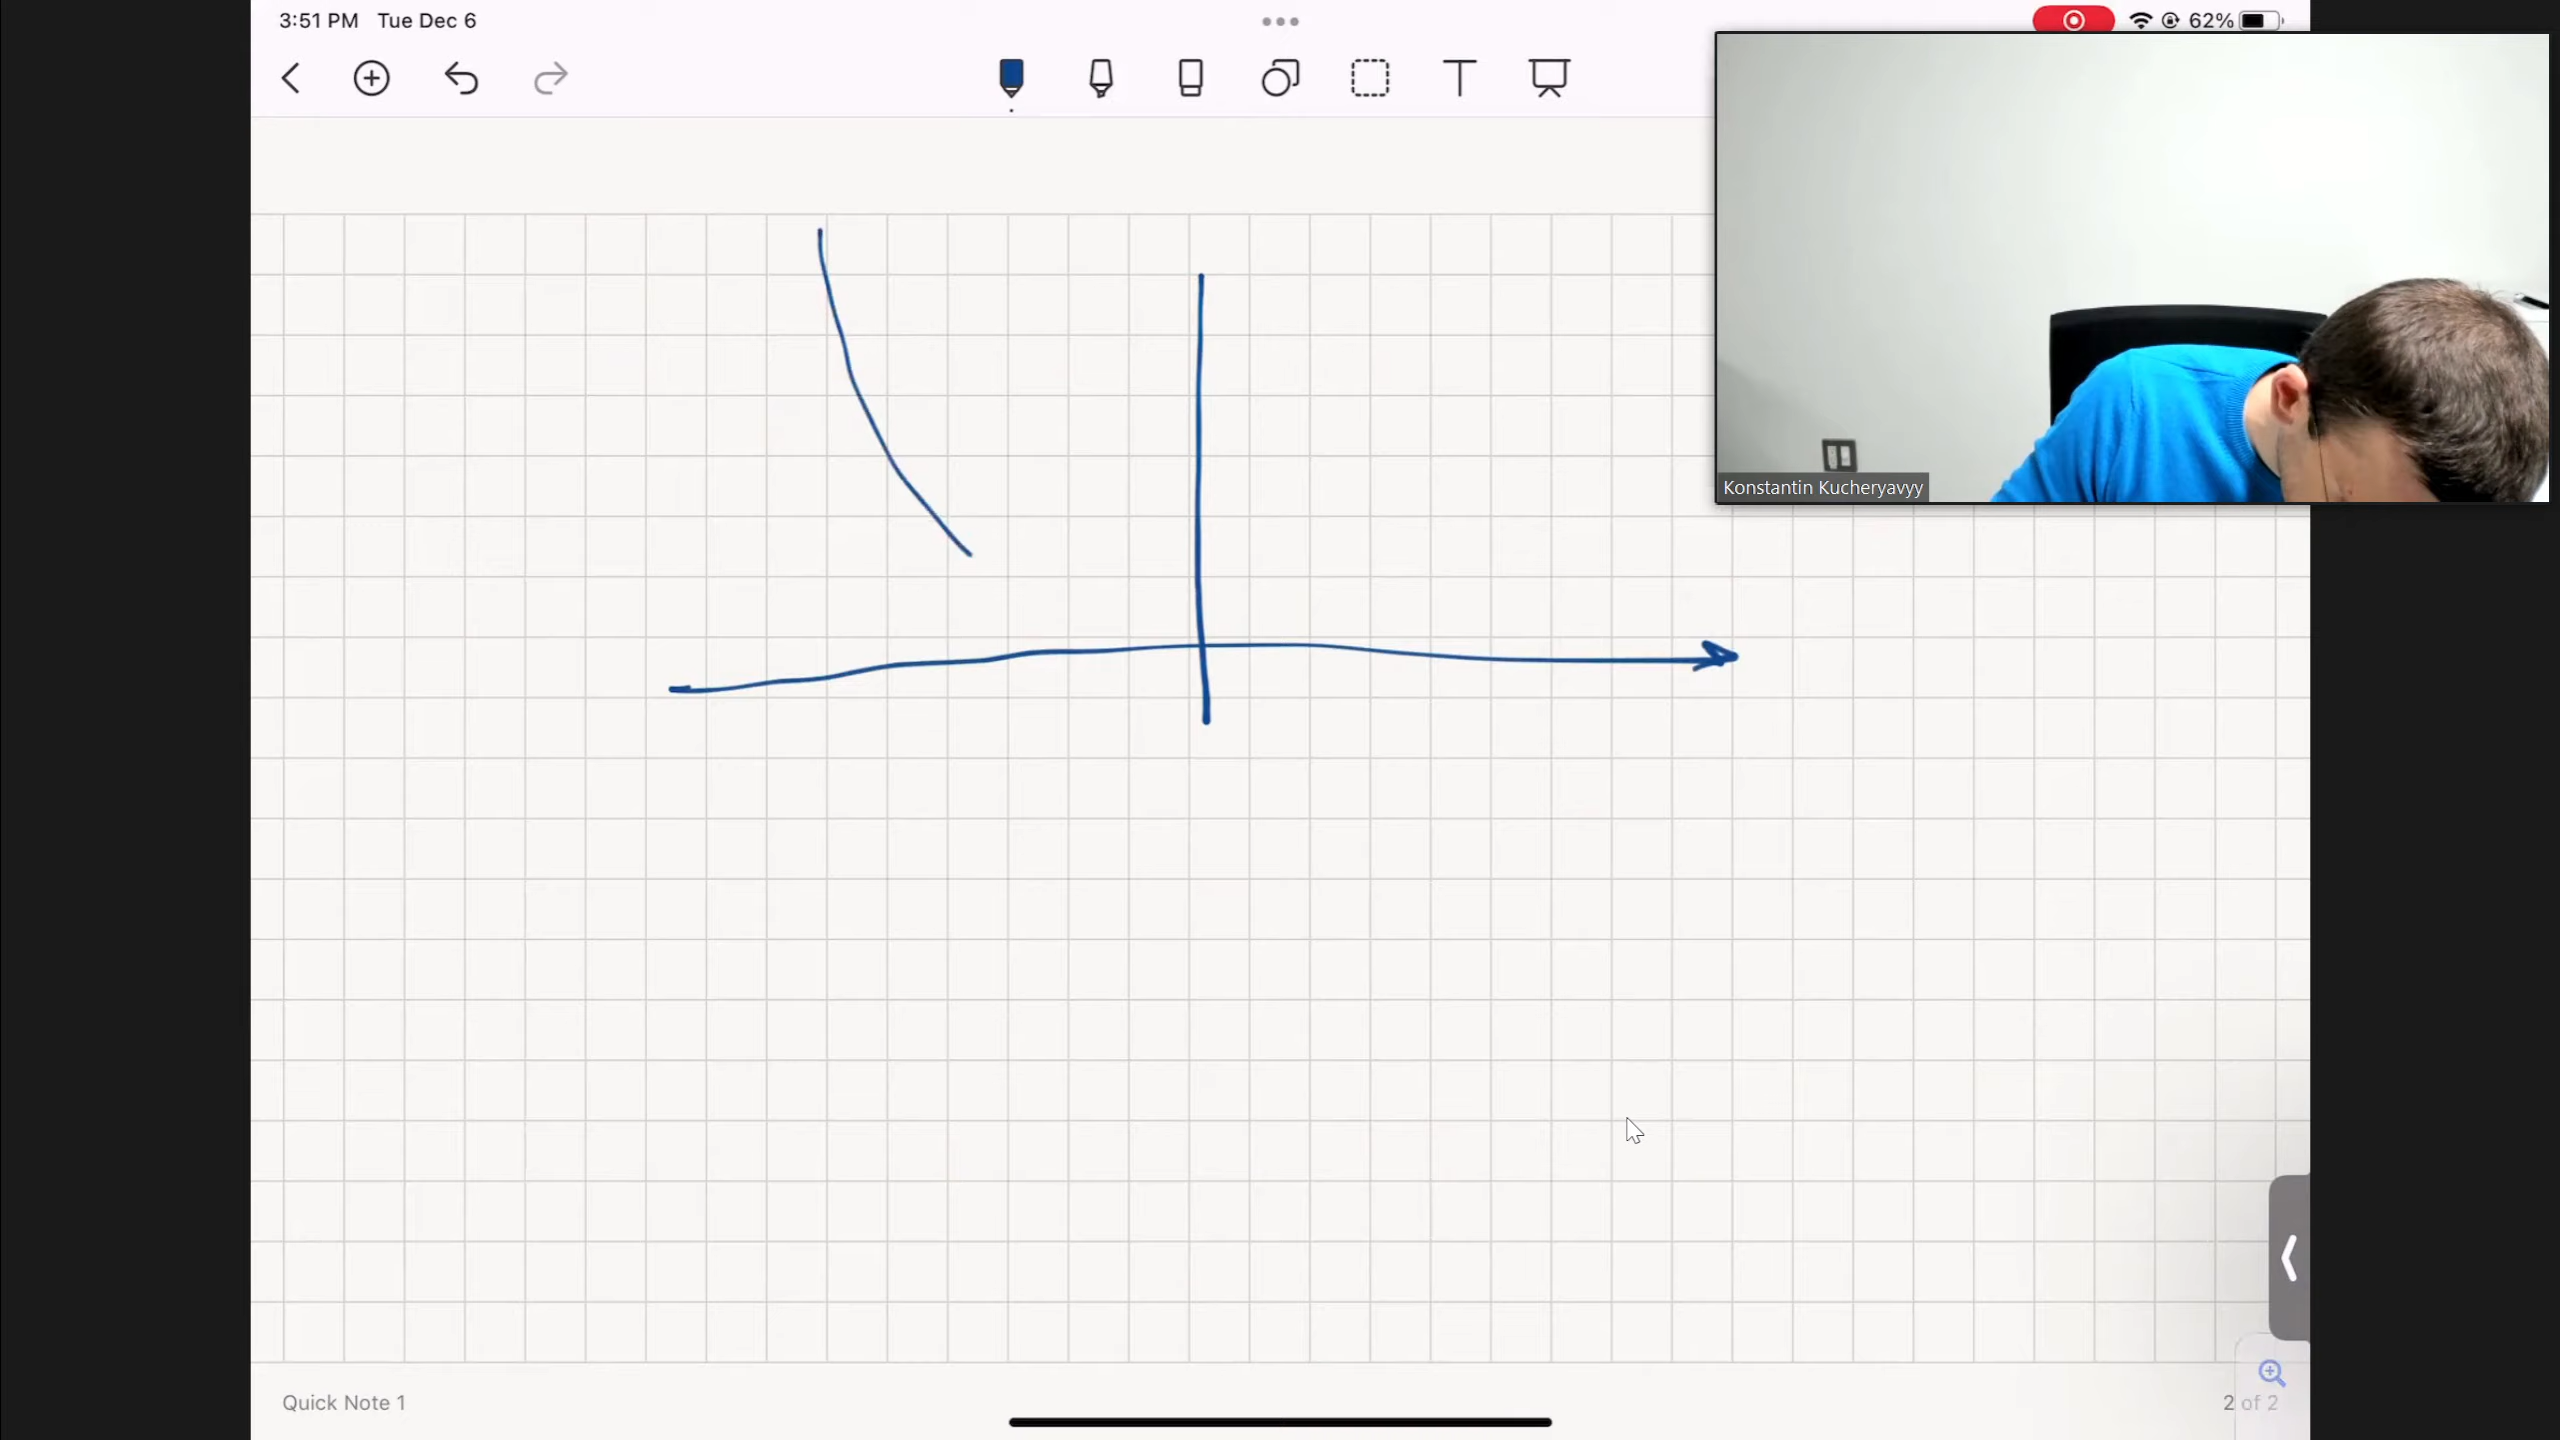 3:51 PM Tue Dec 6
62%
Konstantin Kucheryavyy
Quick Note 1
2 of 2